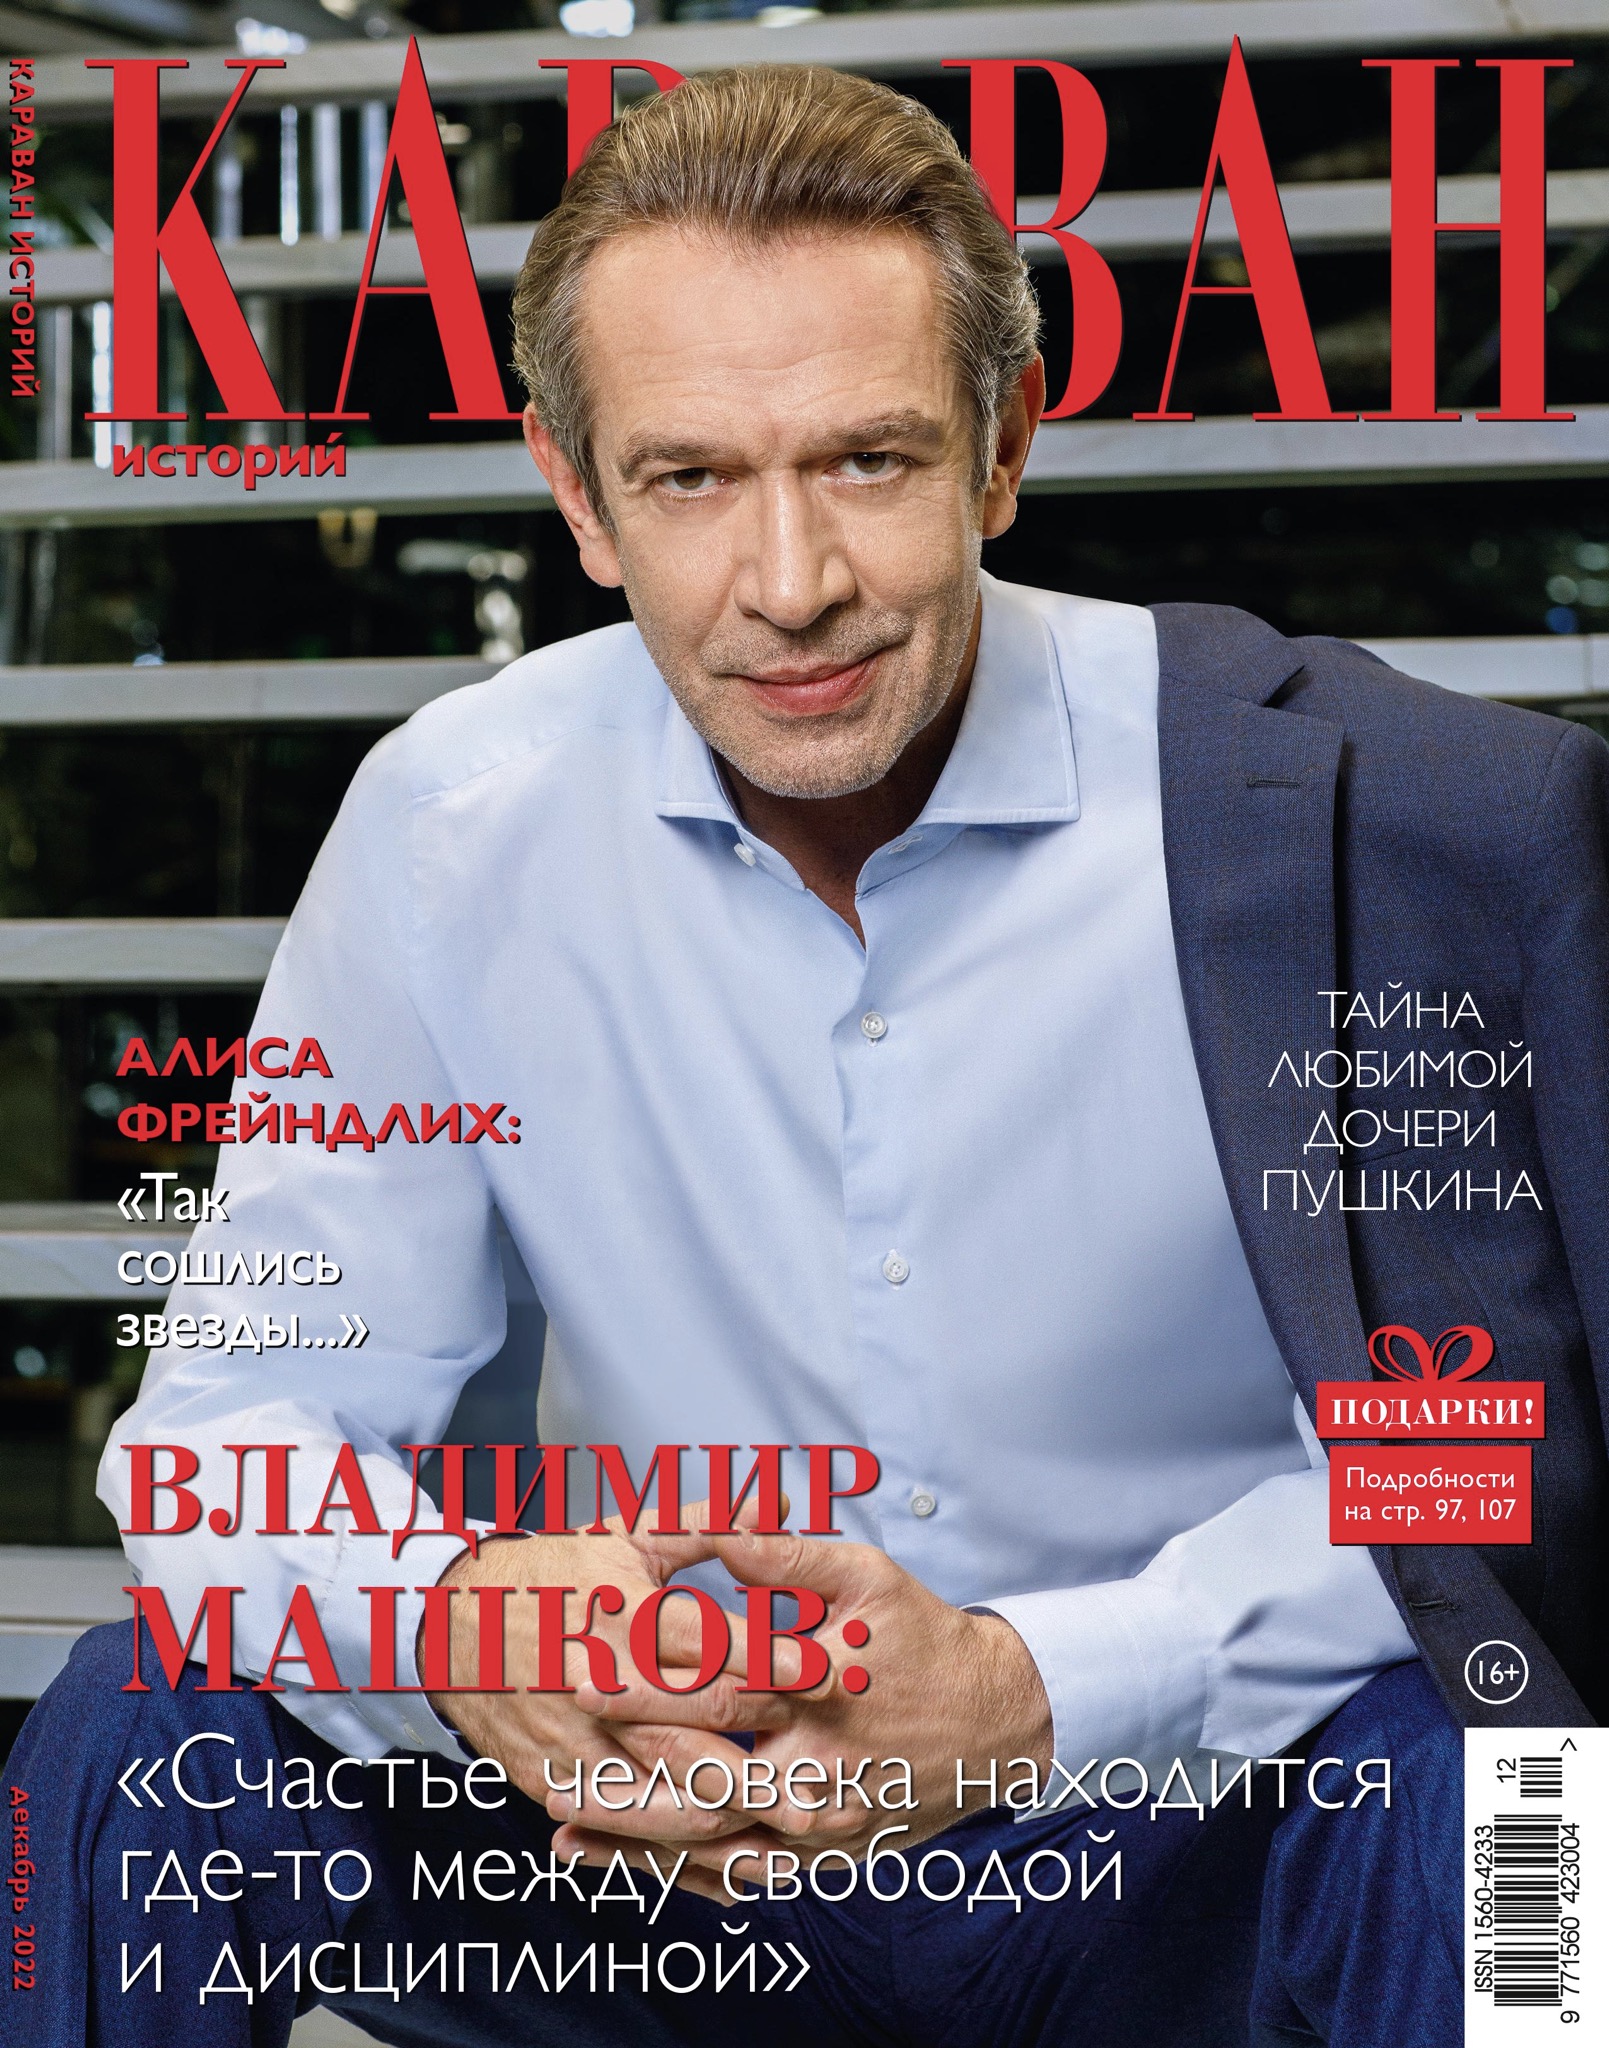 КАРАВАН
историй
КАРАВАН ИСТОРИЙ
АЛИСА
ФРЕЙНДЛИХ:
«Так
сошлись
звезды...»
ТАЙНА
ЛЮБИМОЙ
ДОЧЕРИ
ПУШКИНА
ПОДАРКИ!
Подробности
на стр. 97, 107
ВЛАДИМИР
МАШКОВ:
«Счастье человека находится
где-то между свободой
и дисциплиной»
16+
декабрь 2022
ISSN 1560-4233
12
9 771560 423004 >